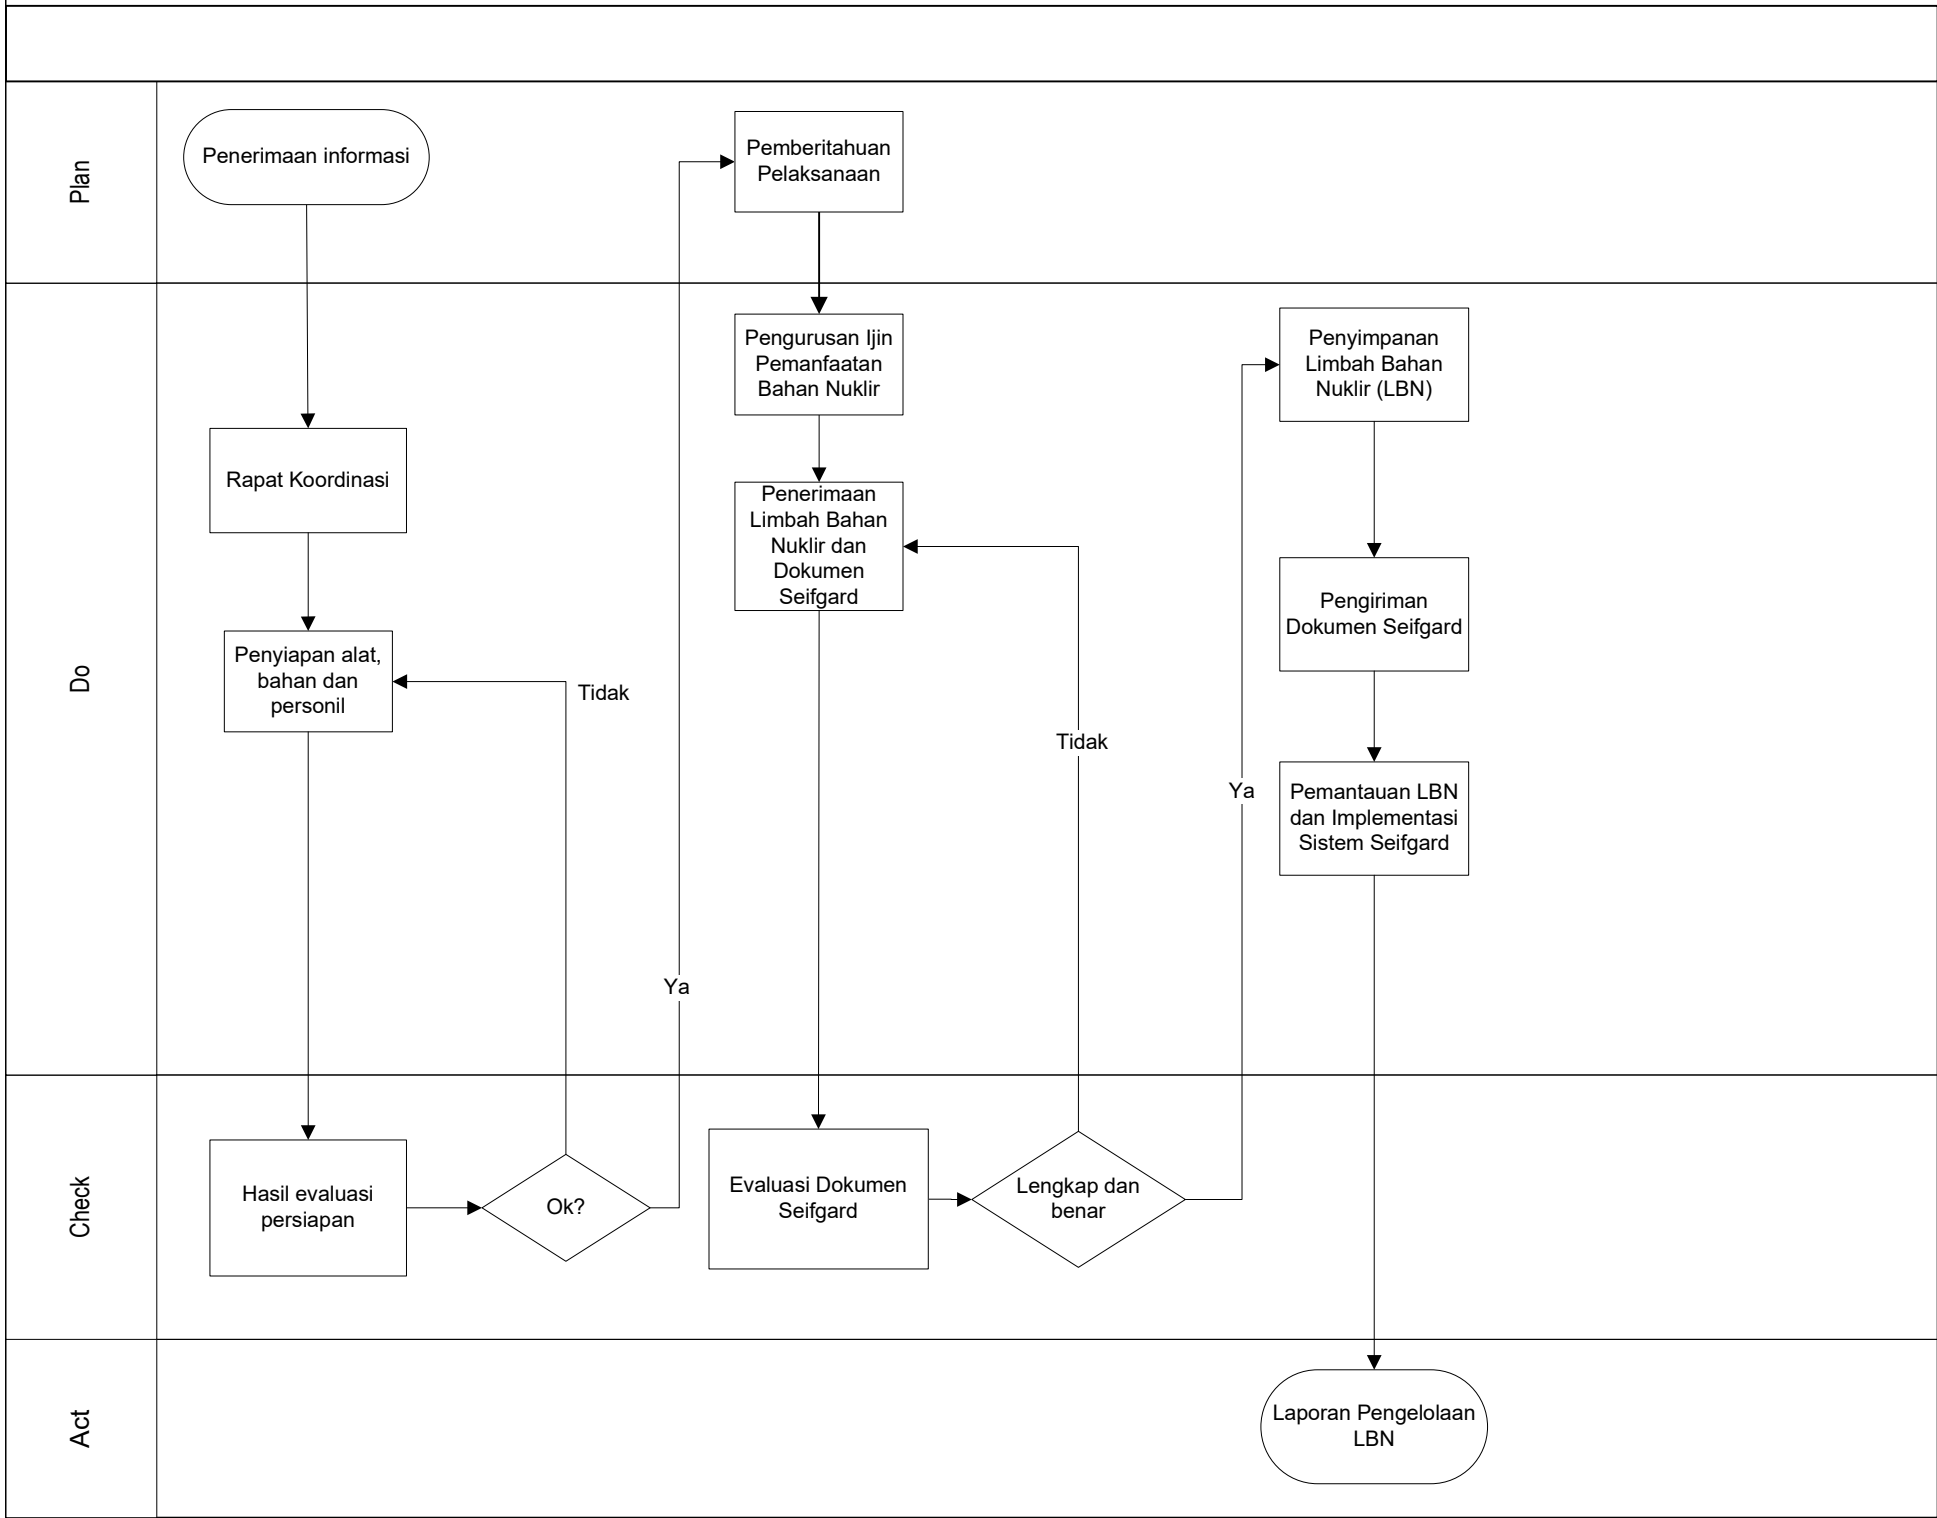 Plan
Penerimaan informasi
Pemberitahuan
Pelaksanaan
Do
Rapat Koordinasi
Penyiapan alat,
bahan dan
personil
Tidak
Ya
Pengurusan Ijin
Pemanfaatan
Bahan Nuklir
Penerimaan
Limbah Bahan
Nuklir dan
Dokumen
Seifgard
Tidak
Ya
Penyimpanan
Limbah Bahan
Nuklir (LBN)
Pengiriman
Dokumen Seifgard
Pemantauan LBN
dan Implementasi
Sistem Seifgard
Check
Hasil evaluasi
persiapan
Ok?
Evaluasi Dokumen
Seifgard
Lengkap dan
benar
Act
Laporan Pengelolaan
LBN